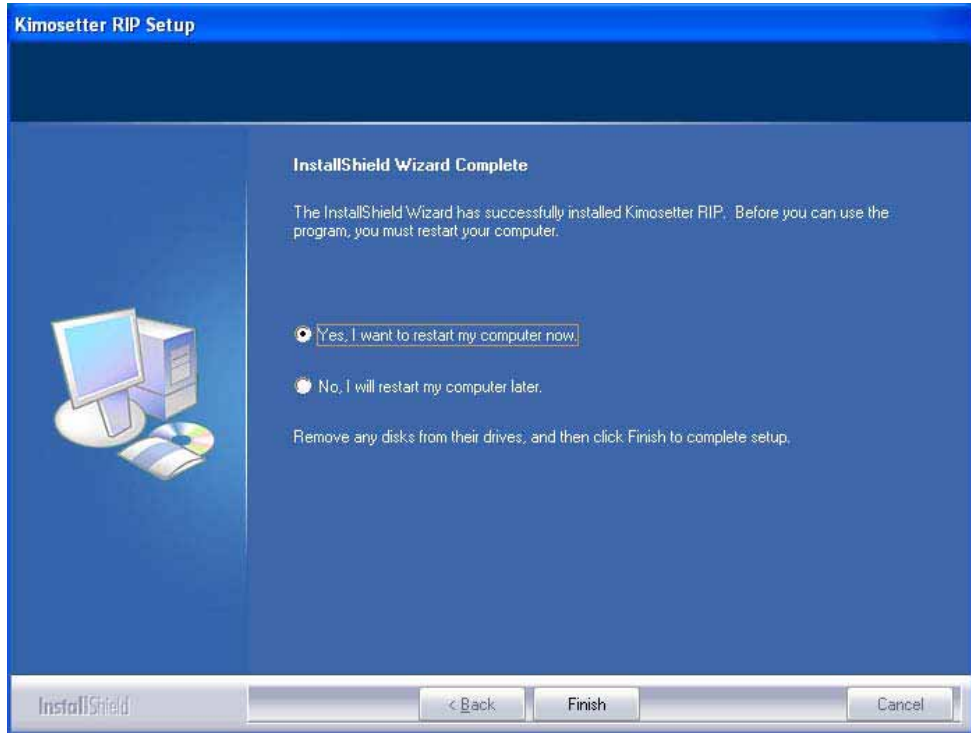 Kimosetter RIP Setup
InstallShield Wizard Complete
The InstallShield Wizard has successfully installed Kimosetter RIP. Before you can use the
program, you must restart your computer.
Yes, I want to restart my computer now.
No, I will restart my computer later.
Remove any disks from their drives, and then click Finish to complete setup.
InstallShield
< Back
Finish
Cancel